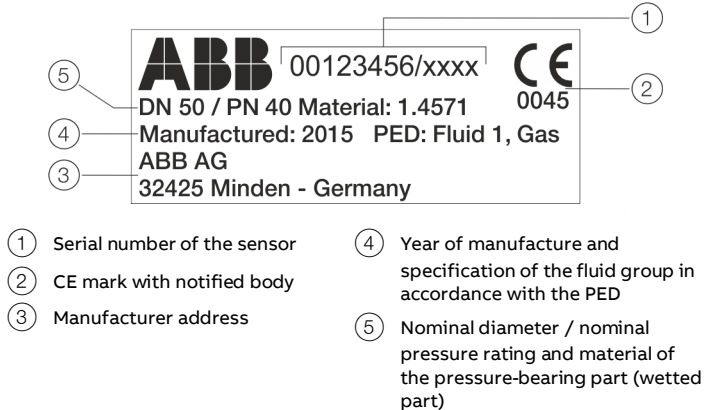 1
ABB 00123456/xxxx CE
0045
2
5 DN 50 / PN 40 Material: 1.4571
4 Manufactured: 2015 PED: Fluid 1, Gas
3 ABB AG
32425 Minden - Germany
1 Serial number of the sensor
2 CE mark with notified body
3 Manufacturer address
4 Year of manufacture and
specification of the fluid group in
accordance with the PED
5 Nominal diameter / nominal
pressure rating and material of
the pressure-bearing part (wetted
part)